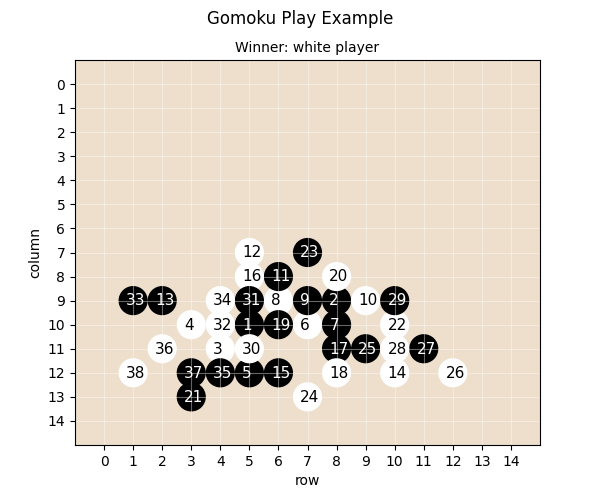 Gomoku Play Example
Winner: white player
0
1
2
3
4
5
6
7 12 23
8 16 11 20
column
9 33 13 34 31 8 9 2 10 29
10 4 32 1 19 6 7 22
11 36 3 30 17 25 28 27
12 38 37 35 5 15 18 14 26
13 21 24
14
0 1 2 3 4 5 6 7 8 9 10 11 12 13 14
row